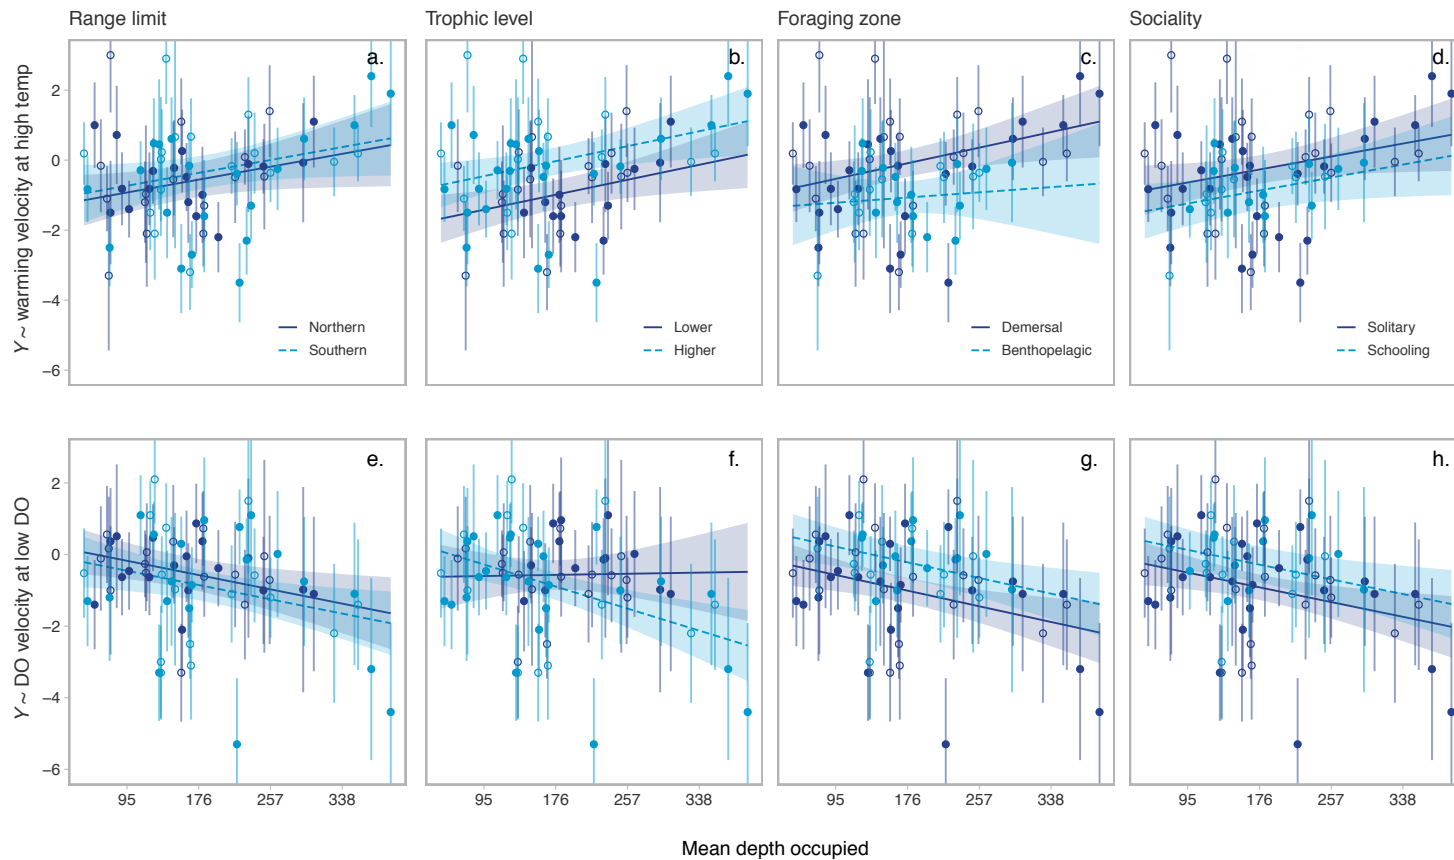 Range limit Trophic level Foraging zone Sociality
Y ~ warming velocity at high temp
a. b. c. d.
2
0
−2
−4
−6
Northern
Southern
Lower
Higher
Demersal
Benthopelagic
Solitary
Schooling
Y ~ DO velocity at low DO
e. f. g. h.
2
0
−2
−4
−6
95 176 257 338 95 176 257 338 95 176 257 338 95 176 257 338
Mean depth occupied